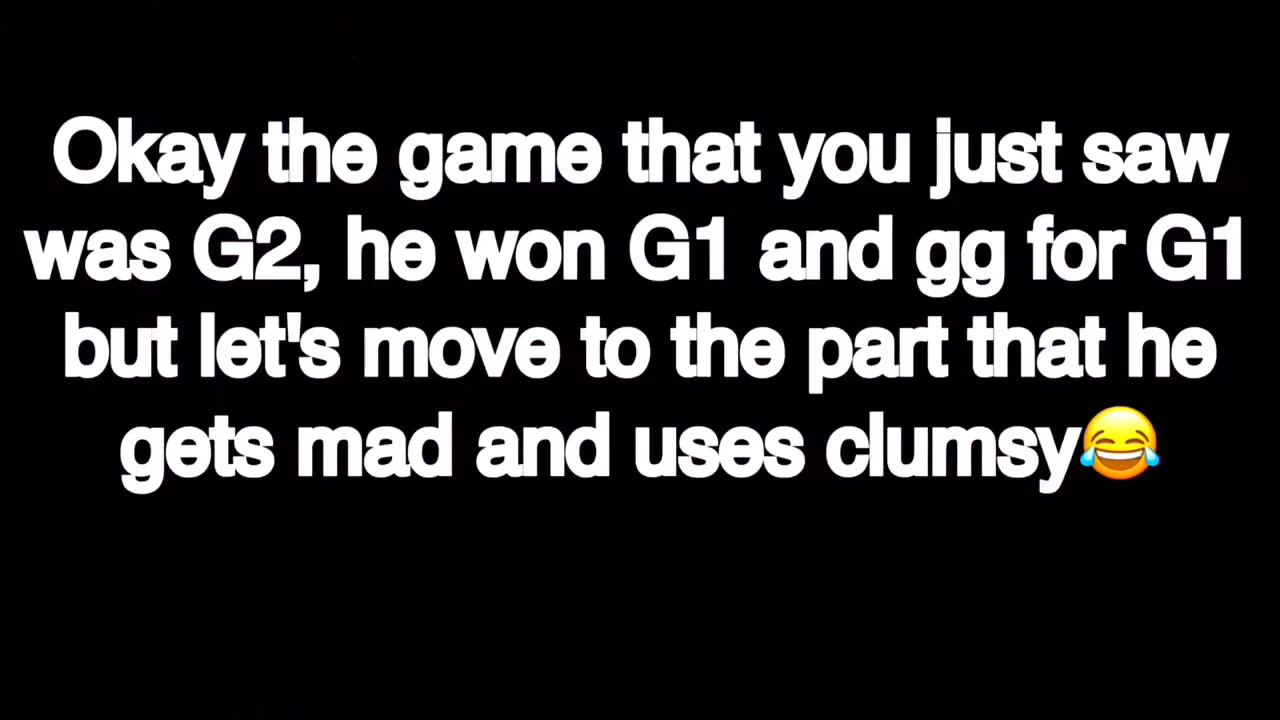 Okay the game that you just saw
was G2, he won G1 and gg for G1
but let's move to the part that he
gets mad and uses clumsy😂